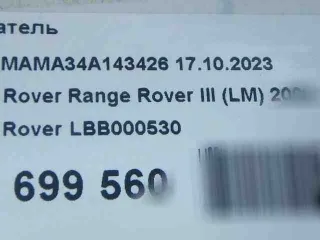 атель
MAMA34A143426 17.10.2023
Rover Range Rover III (LM)
Rover LBB000530
699 560